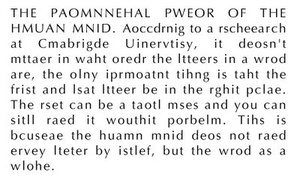 THE PAOMNNEHAL PWEOR OF THE
HMUAN MNID. Aoccdrnig to a rscheearch
at Cmabrigde Uinervtisy, it deosn't
mttaer in waht oredr the ltteers in a wrod
are, the olny iprmoatnt tihng is taht the
frist and lsat ltteer be in the rghit pclae.
The rset can be a taotl mses and you can
sitll raed it wouthit porbelm. Tihs is
bcuseae the huamn mnid deos not raed
ervey lteter by istlef, but the wrod as a
wlohe.